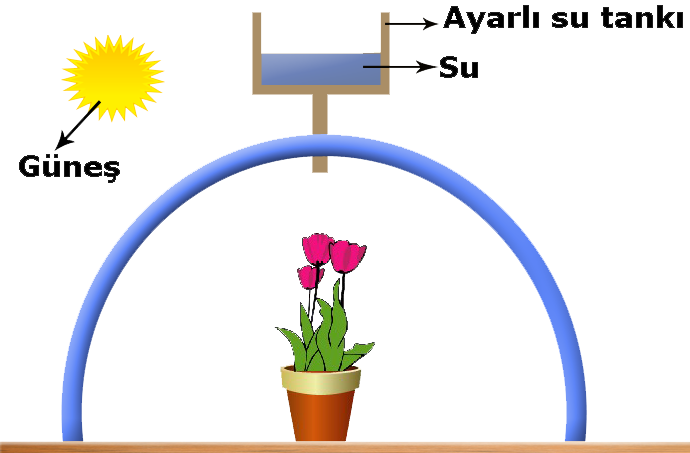 Ayarlı su tankı
Su
Güneş